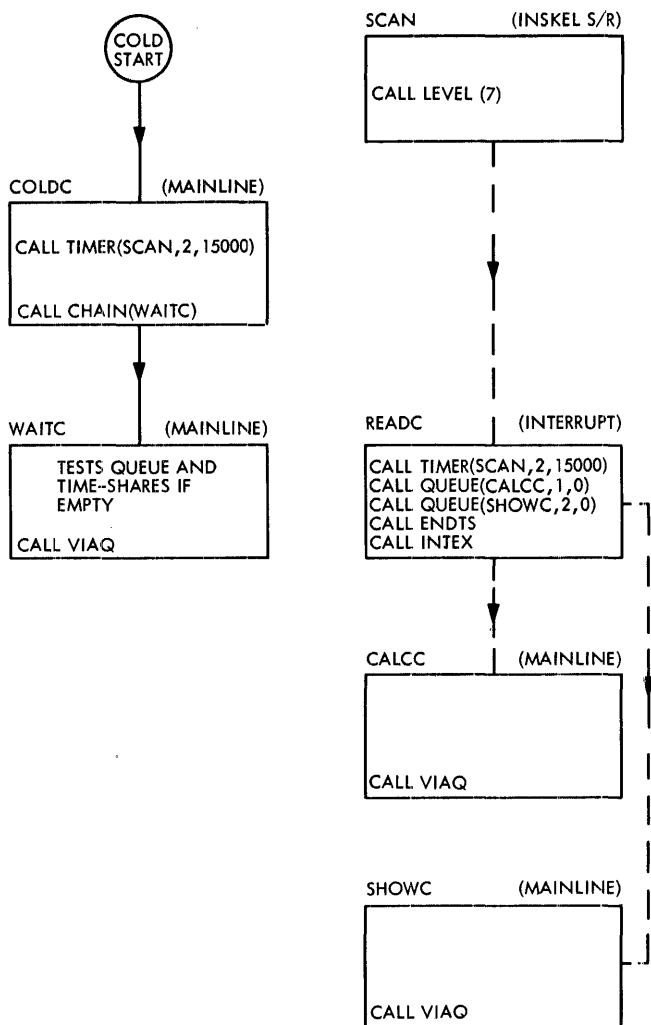 COLD
START
COLDC (MAINLINE)
CALL TIMER(SCAN,2,15000)
CALL CHAIN(WAITC)
WAITC (MAINLINE)
TESTS QUEUE AND
TIME--SHARES IF
EMPTY
CALL VIAQ
SCAN (INSKEL S/R)
CALL LEVEL (7)
READC (INTERRUPT)
CALL TIMER(SCAN,2,15000)
CALL QUEUE(CALCC,1,0)
CALL QUEUE(SHOWC,2,0)
CALL ENDTS
CALL INTEX
CALCC (MAINLINE)
CALL VIAQ
SHOWC (MAINLINE)
CALL VIAQ